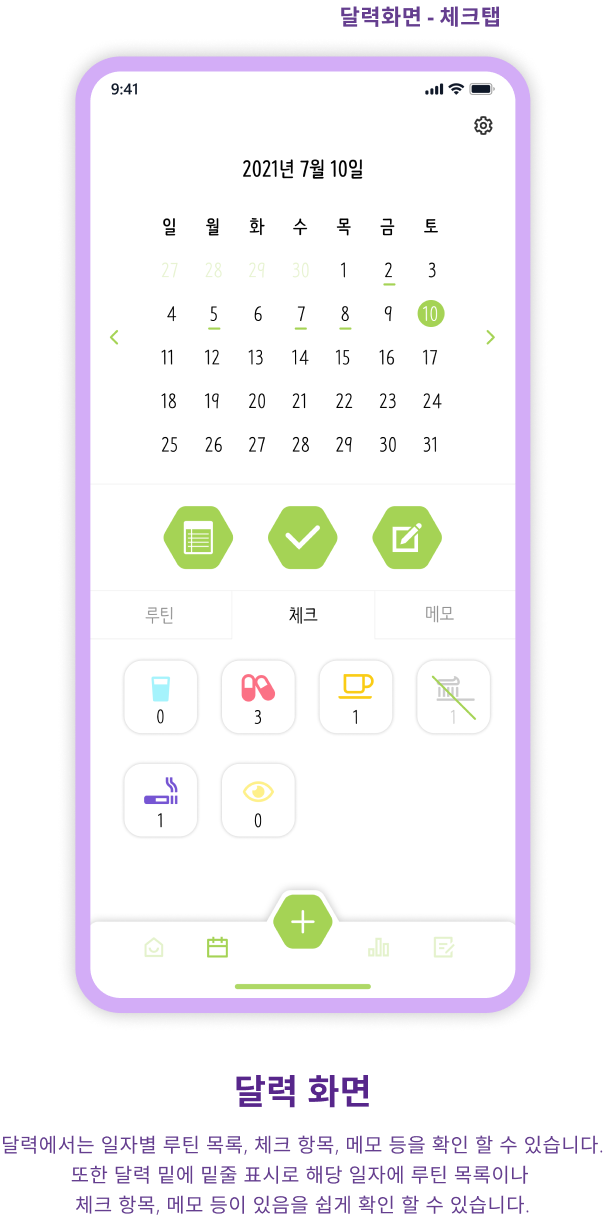 달력화면 - 체크탭
9:41
2021년 7월 10일
일 월 화 수 목 금 토
27 28 29 30 1 2 3
4 5 6 7 8 9 10
11 12 13 14 15 16 17
18 19 20 21 22 23 24
25 26 27 28 29 30 31
루틴 체크 메모
0 3 1 1
1 0
달력 화면
달력에서는 일자별 루틴 목록, 체크 항목, 메모 등을 확인 할 수 있습니다.
또한 달력 밑에 밑줄 표시로 해당 일자에 루틴 목록이나
체크 항목, 메모 등이 있음을 쉽게 확인 할 수 있습니다.